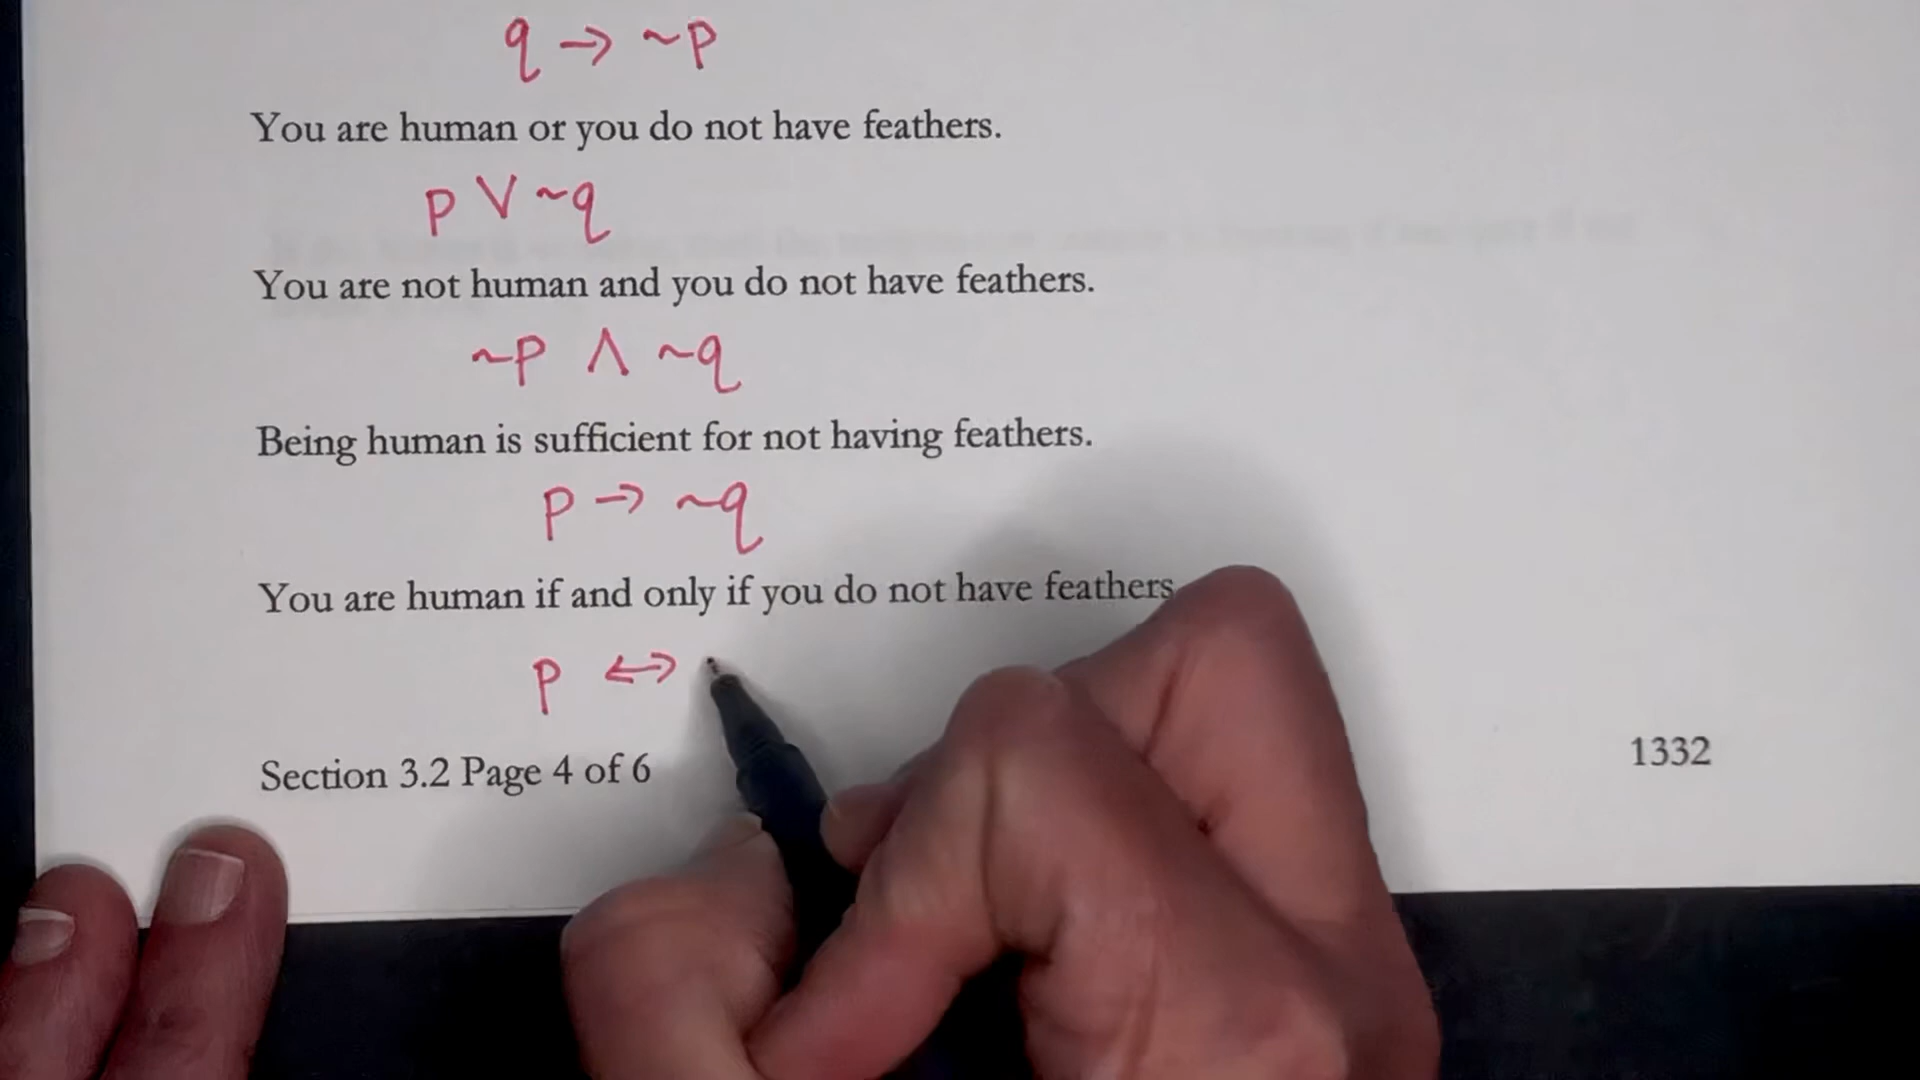 q → ~p
You are human or you do not have feathers.
p ∨ ~q
You are not human and you do not have feathers.
~p ∧ ~q
Being human is sufficient for not having feathers.
p → ~q
You are human if and only if you do not have feathers
p ↔
Section 3.2 Page 4 of 6
1332